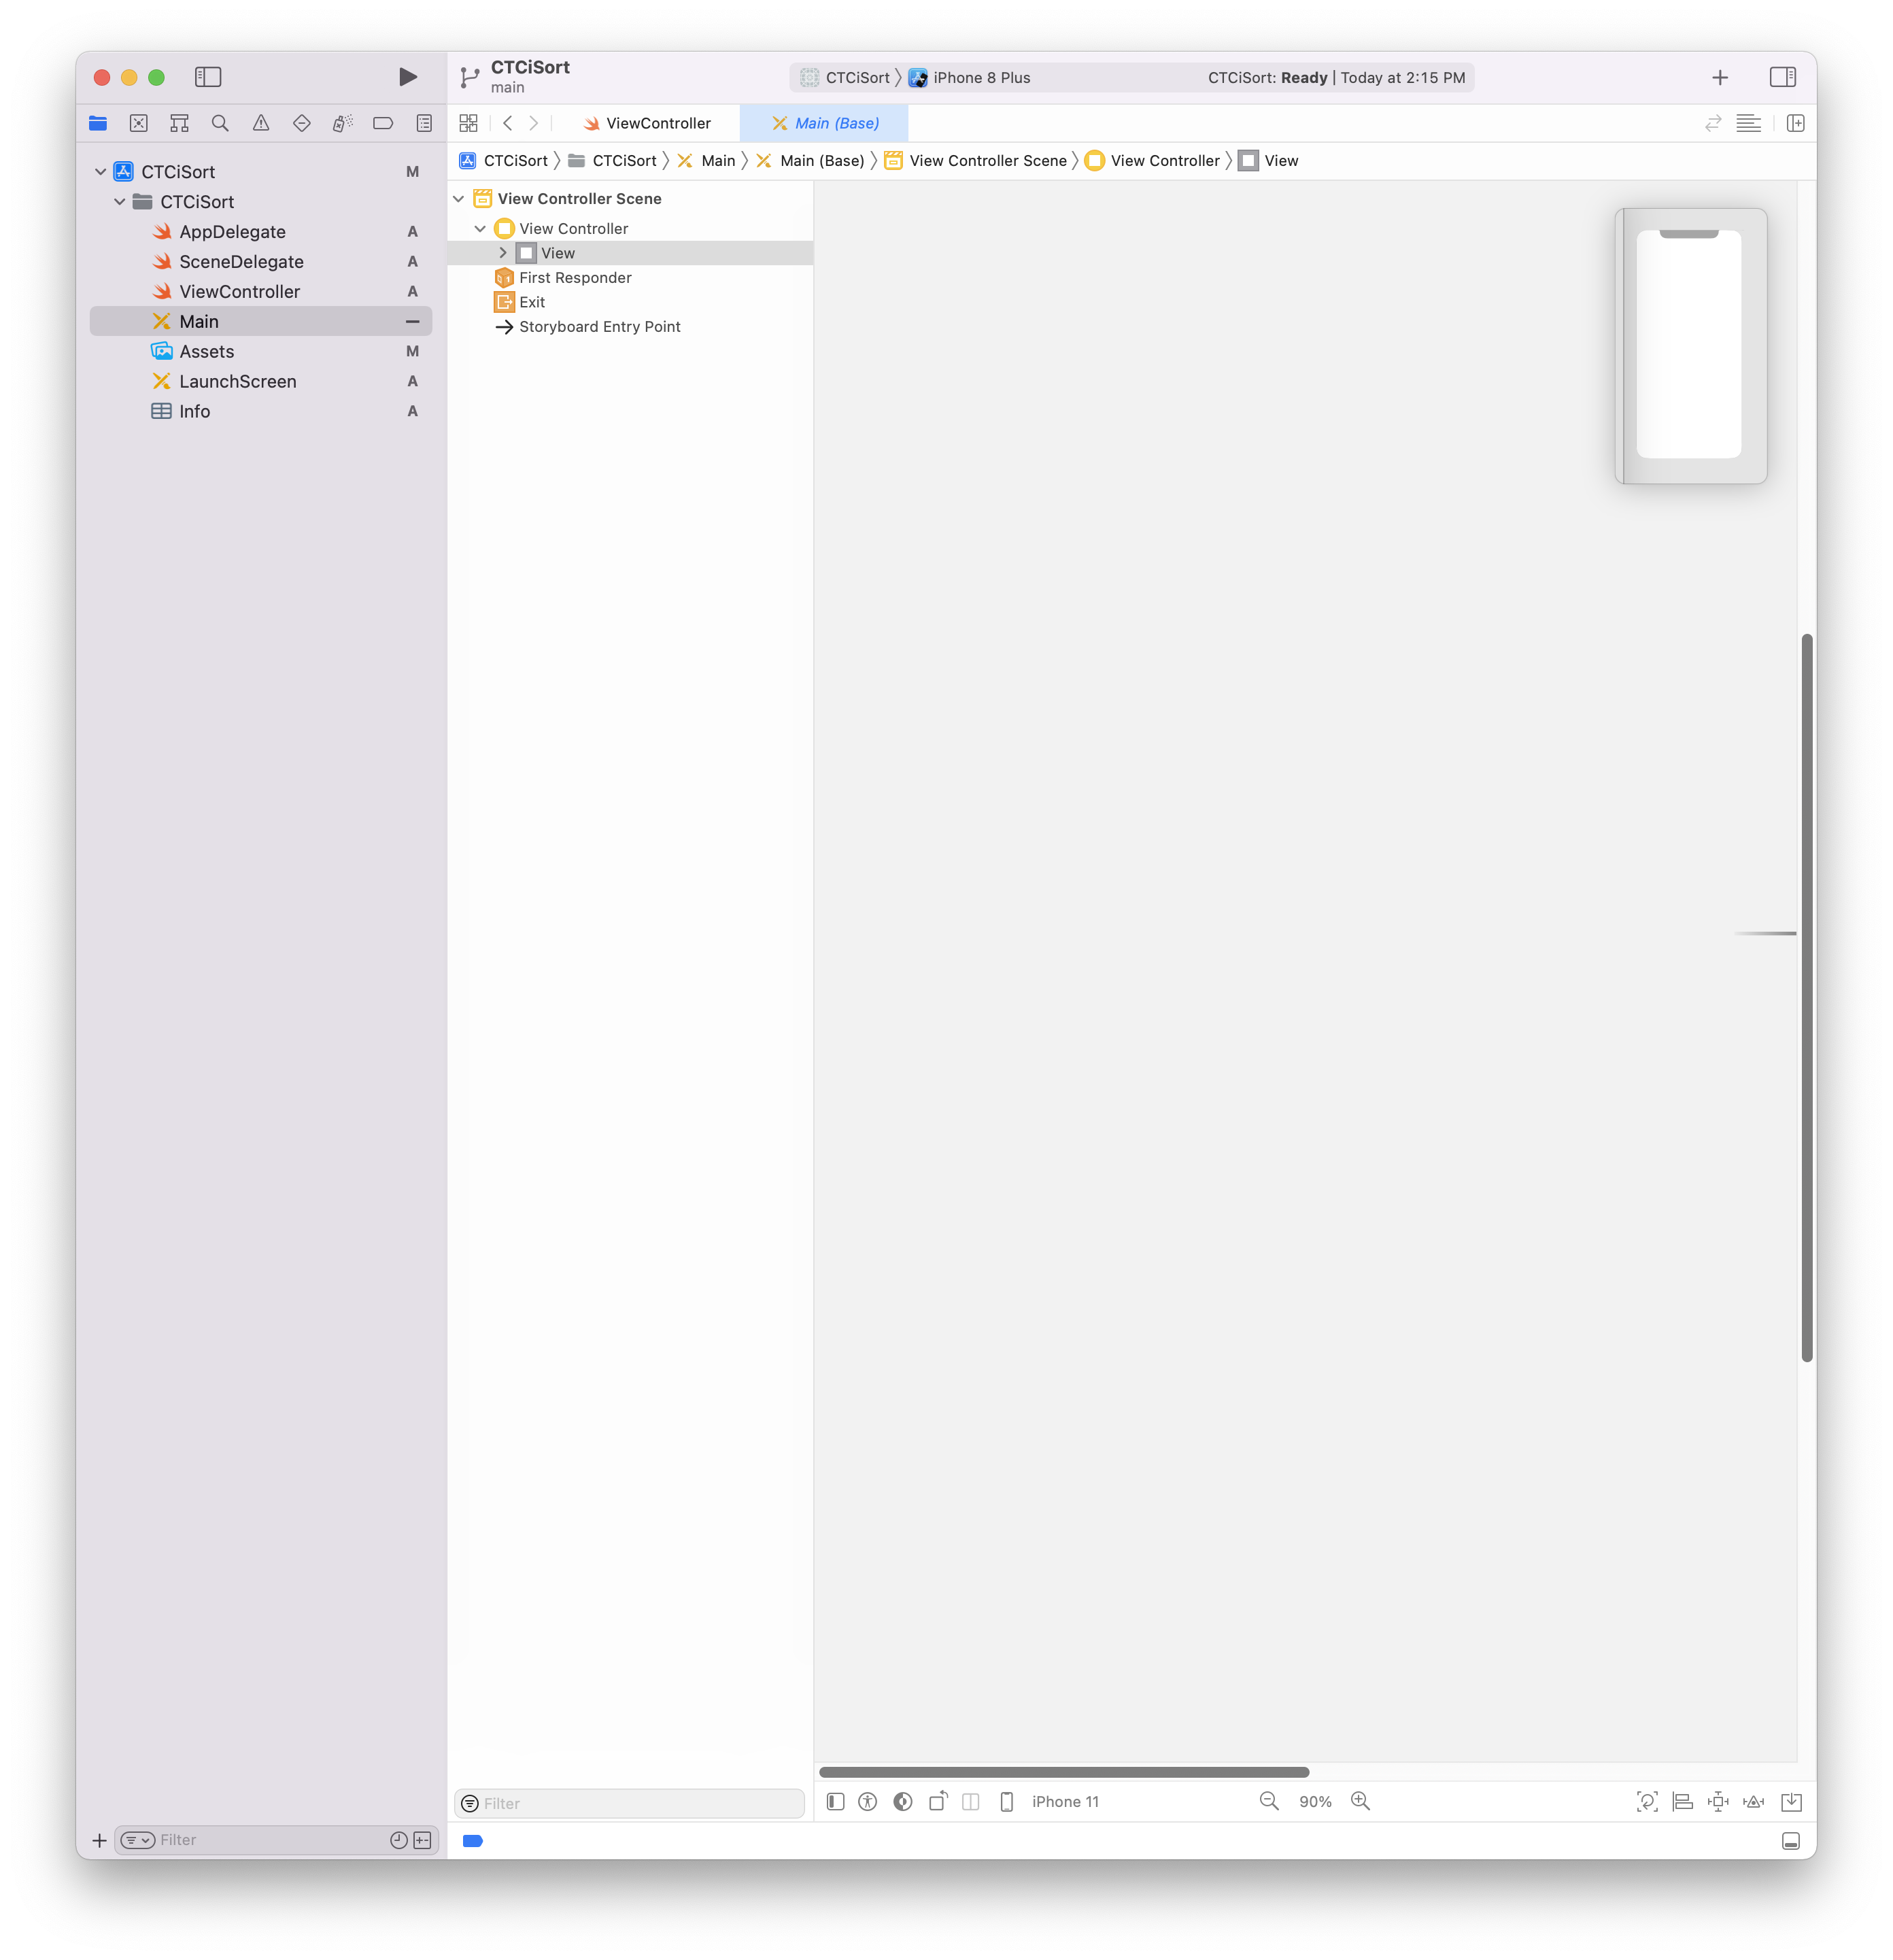 CTCiSort
main
CTCiSort iPhone 8 Plus
CTCiSort: Ready | Today at 2:15 PM
ViewController
Main (Base)
CTCiSort CTCiSort Main Main (Base) View Controller Scene View Controller View
CTCiSort M
CTCiSort
AppDelegate A
SceneDelegate A
ViewController A
Main
Assets M
LaunchScreen A
Info A
View Controller Scene
View Controller
View
First Responder
Exit
Storyboard Entry Point
Filter
iPhone 11
90%
Filter